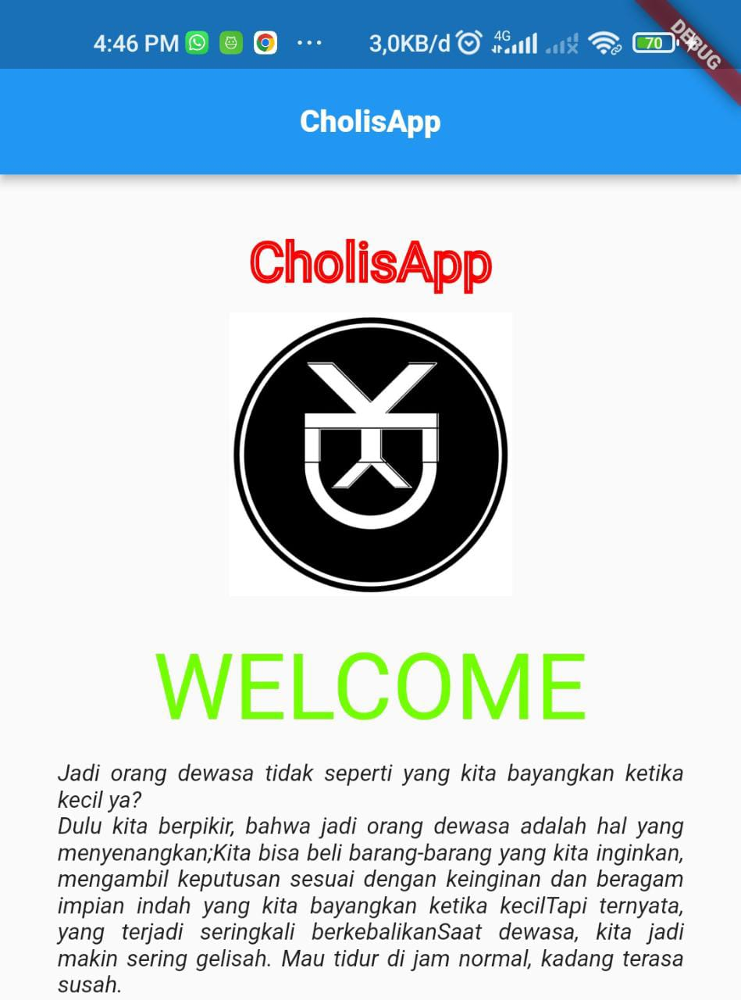 4:46 PM ... 3,0KB/d 4G 70
DEBUG
CholisApp
CholisApp
WELCOME
Jadi orang dewasa tidak seperti yang kita bayangkan ketika
kecil ya?
Dulu kita berpikir, bahwa jadi orang dewasa adalah hal yang
menyenangkan;Kita bisa beli barang-barang yang kita inginkan,
mengambil keputusan sesuai dengan keinginan dan beragam
impian indah yang kita bayangkan ketika kecilTapi ternyata,
yang terjadi seringkali berkebalikanSaat dewasa, kita jadi
makin sering gelisah. Mau tidur di jam normal, kadang terasa
susah.